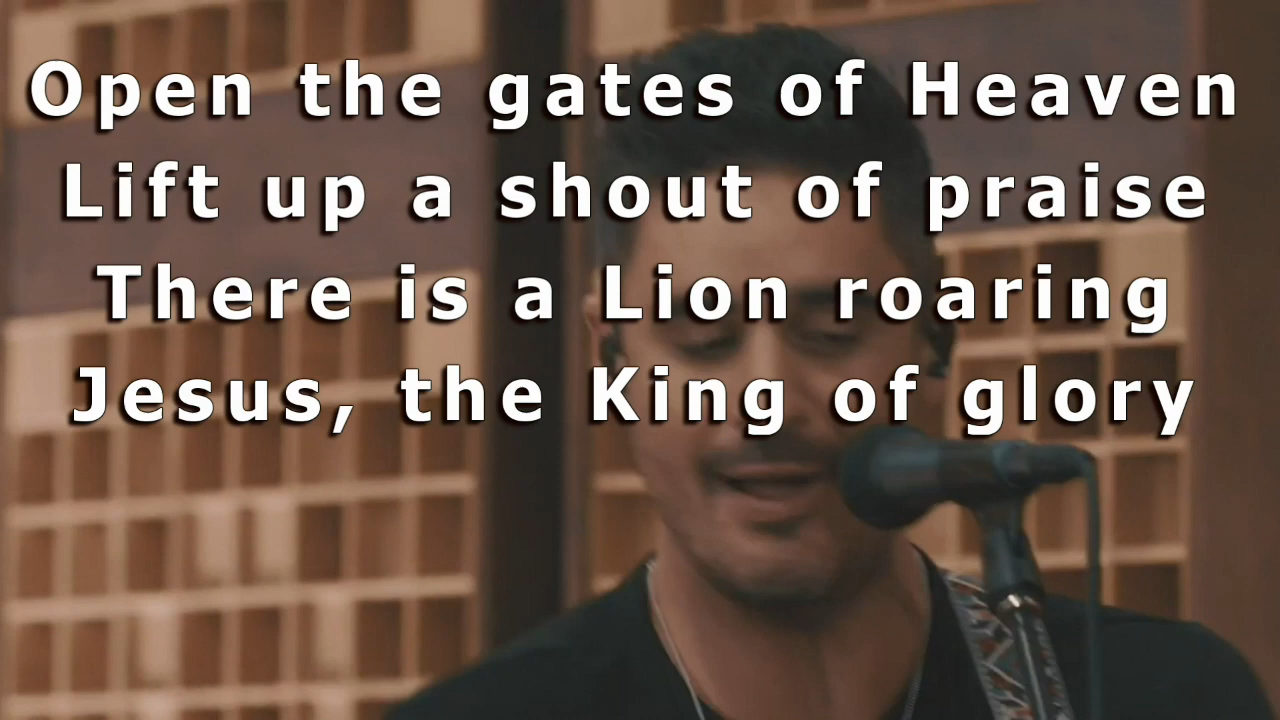 Open the gates of Heaven
Lift up a shout of praise
There is a Lion roaring
Jesus, the King of glory